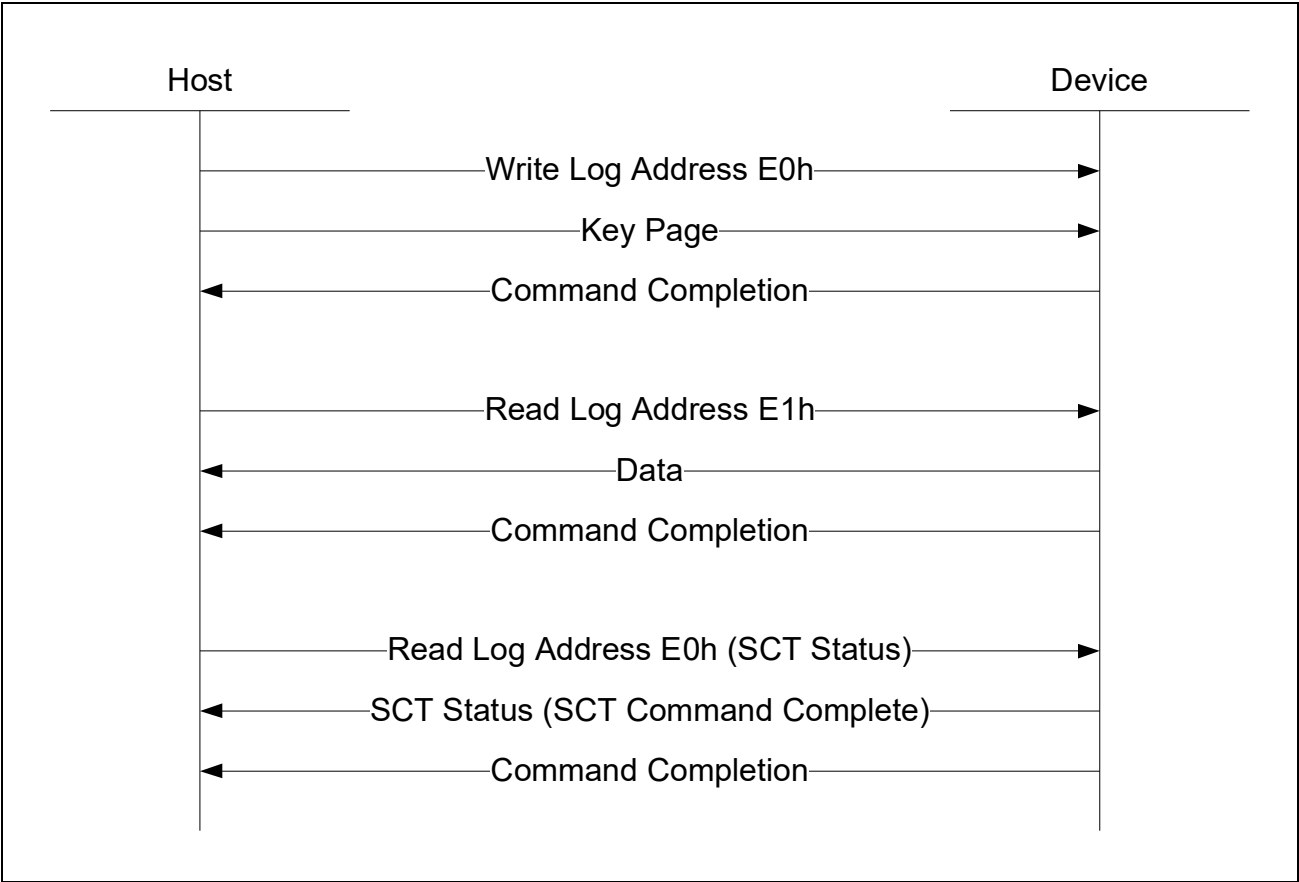 Host
Device
Write Log Address E0h
Key Page
Command Completion
Read Log Address E1h
Data
Command Completion
Read Log Address E0h (SCT Status)
SCT Status (SCT Command Complete)
Command Completion